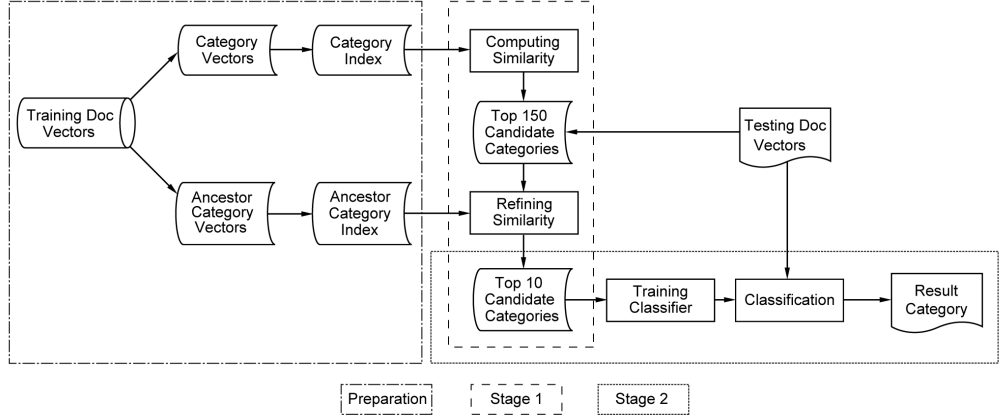 Training Doc
Vectors
Category
Vectors
Category
Index
Ancestor
Category
Vectors
Ancestor
Category
Index
Computing
Similarity
Top 150
Candidate
Categories
Refining
Similarity
Top 10
Candidate
Categories
Testing Doc
Vectors
Training
Classifier
Classification
Result
Category
Preparation
Stage 1
Stage 2